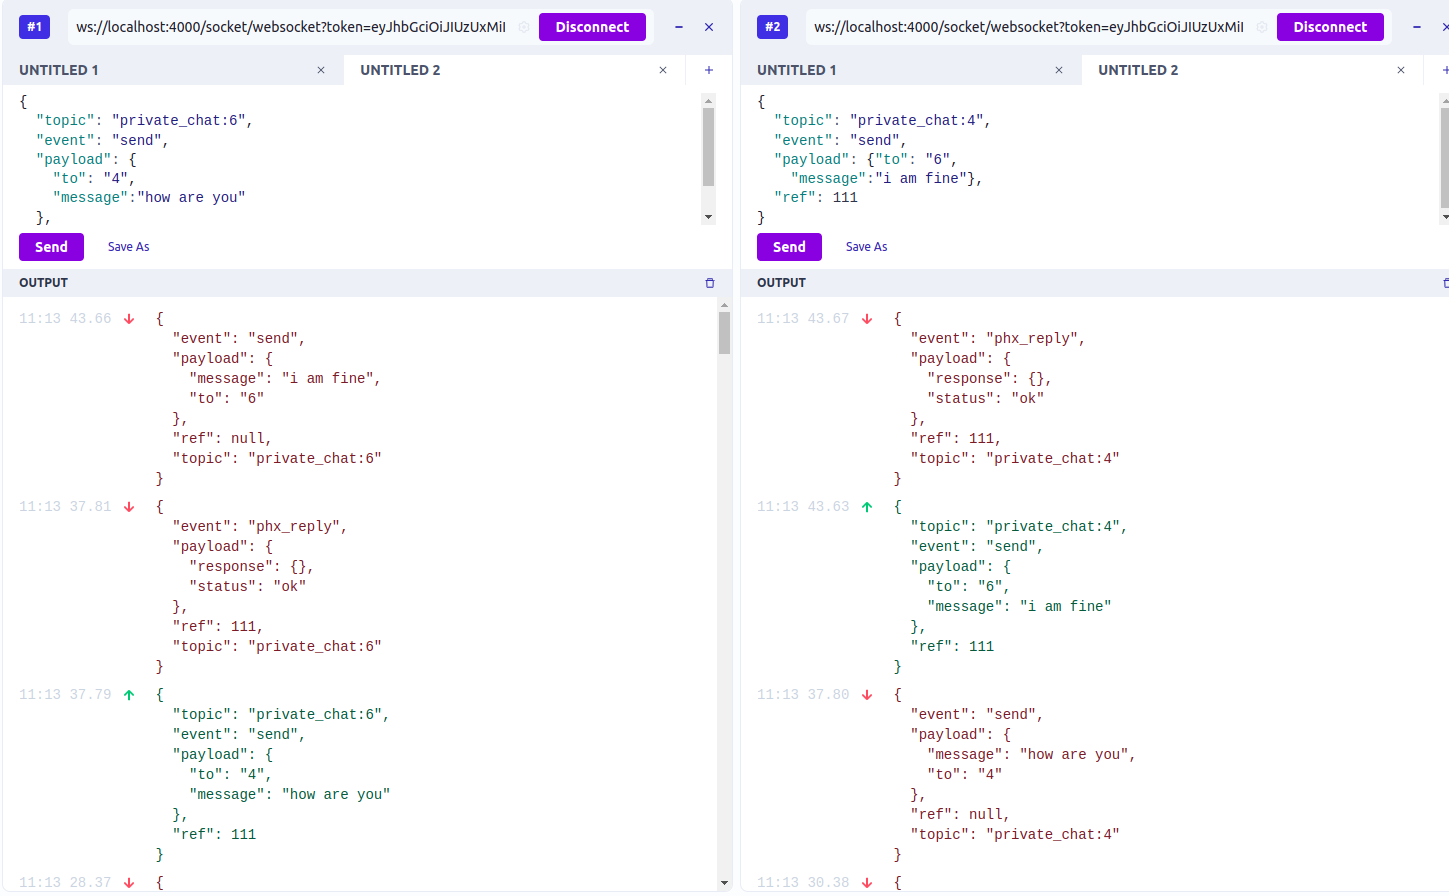 #1
ws://localhost:4000/socket/websocket?token=eyJhbGciOiJIUzUxMiI
Disconnect
UNTITLED 1
UNTITLED 2
{
"topic": "private_chat:6",
"event": "send",
"payload": {
"to": "4",
"message":"how are you"
},
Send
Save As
OUTPUT
11:13 43.66
{
"event": "send",
"payload": {
"message": "i am fine",
"to": "6"
},
"ref": null,
"topic": "private_chat:6"
}
11:13 37.81
{
"event": "phx_reply",
"payload": {
"response": {},
"status": "ok"
},
"ref": 111,
"topic": "private_chat:6"
}
11:13 37.79
{
"topic": "private_chat:6",
"event": "send",
"payload": {
"to": "4",
"message": "how are you"
},
"ref": 111
}
11:13 28.37
{
#2
ws://localhost:4000/socket/websocket?token=eyJhbGciOiJIUzUxMiI
Disconnect
UNTITLED 1
UNTITLED 2
{
"topic": "private_chat:4",
"event": "send",
"payload": {"to": "6",
"message":"i am fine"},
"ref": 111
}
Send
Save As
OUTPUT
11:13 43.67
{
"event": "phx_reply",
"payload": {
"response": {},
"status": "ok"
},
"ref": 111,
"topic": "private_chat:4"
}
11:13 43.63
{
"topic": "private_chat:4",
"event": "send",
"payload": {
"to": "6",
"message": "i am fine"
},
"ref": 111
}
11:13 37.80
{
"event": "send",
"payload": {
"message": "how are you",
"to": "4"
},
"ref": null,
"topic": "private_chat:4"
}
11:13 30.38
{